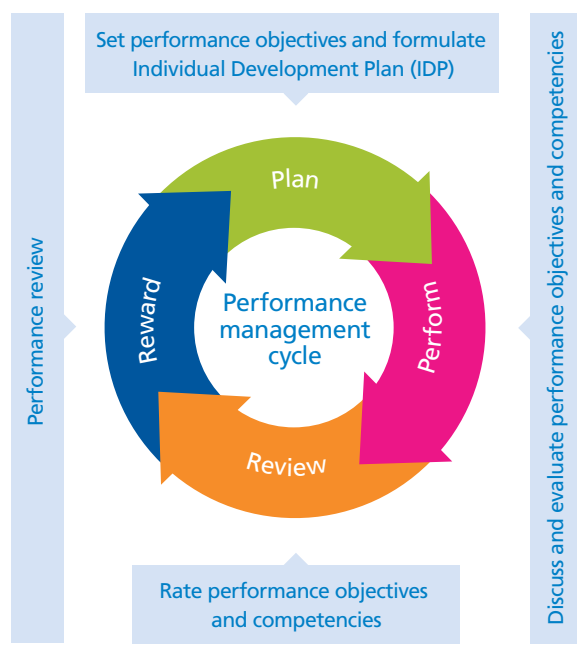 Set performance objectives and formulate
Individual Development Plan (IDP)
Plan
Perform
Review
Reward
Performance
management
cycle
Performance review
Discuss and evaluate performance objectives and competencies
Rate performance objectives
and competencies